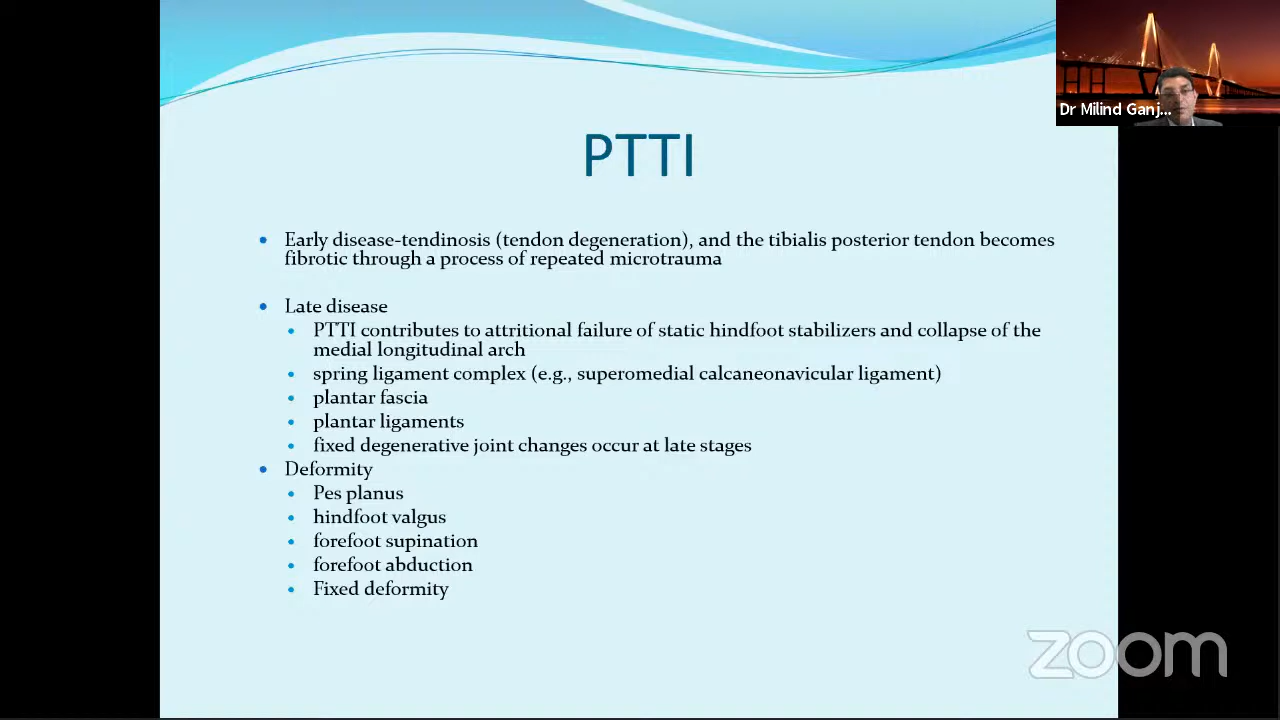 Dr Milind Ganj...
PTTI
Early disease-tendinosis (tendon degeneration), and the tibialis posterior tendon becomes
fibrotic through a process of repeated microtrauma
Late disease
PTTI contributes to attritional failure of static hindfoot stabilizers and collapse of the
medial longitudinal arch
spring ligament complex (e.g., superomedial calcaneonavicular ligament)
plantar fascia
plantar ligaments
fixed degenerative joint changes occur at late stages
Deformity
Pes planus
hindfoot valgus
forefoot supination
forefoot abduction
Fixed deformity
zoom